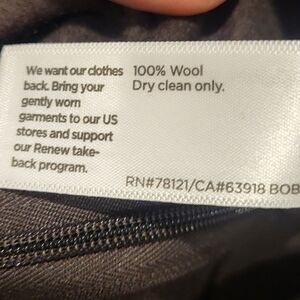 We want our clothes
back. Bring your
gently worn
garments to our US
stores and support
our Renew take-
back program.
100% Wool
Dry clean only.
RN#78121/CA#63918 BOB